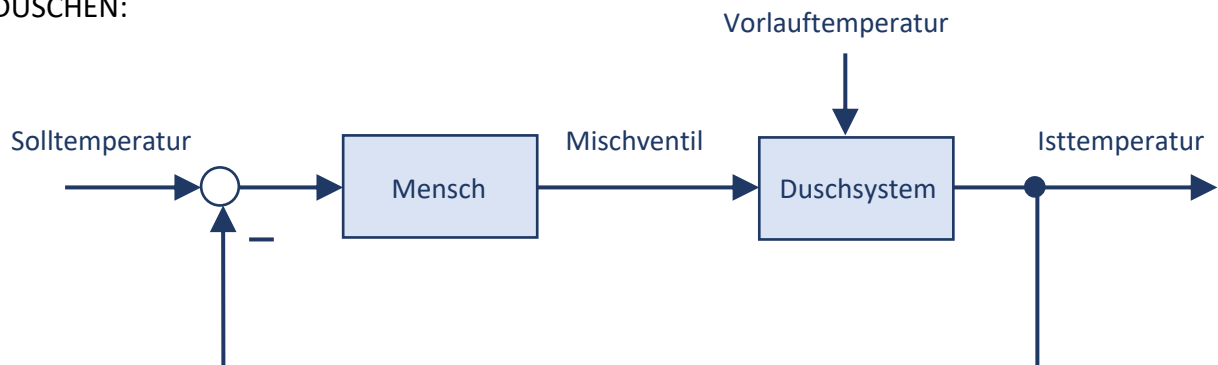 DUSCHEN:
Vorlauftemperatur
Solltemperatur
Mischventil
Isttemperatur
Mensch
Duschsystem
–